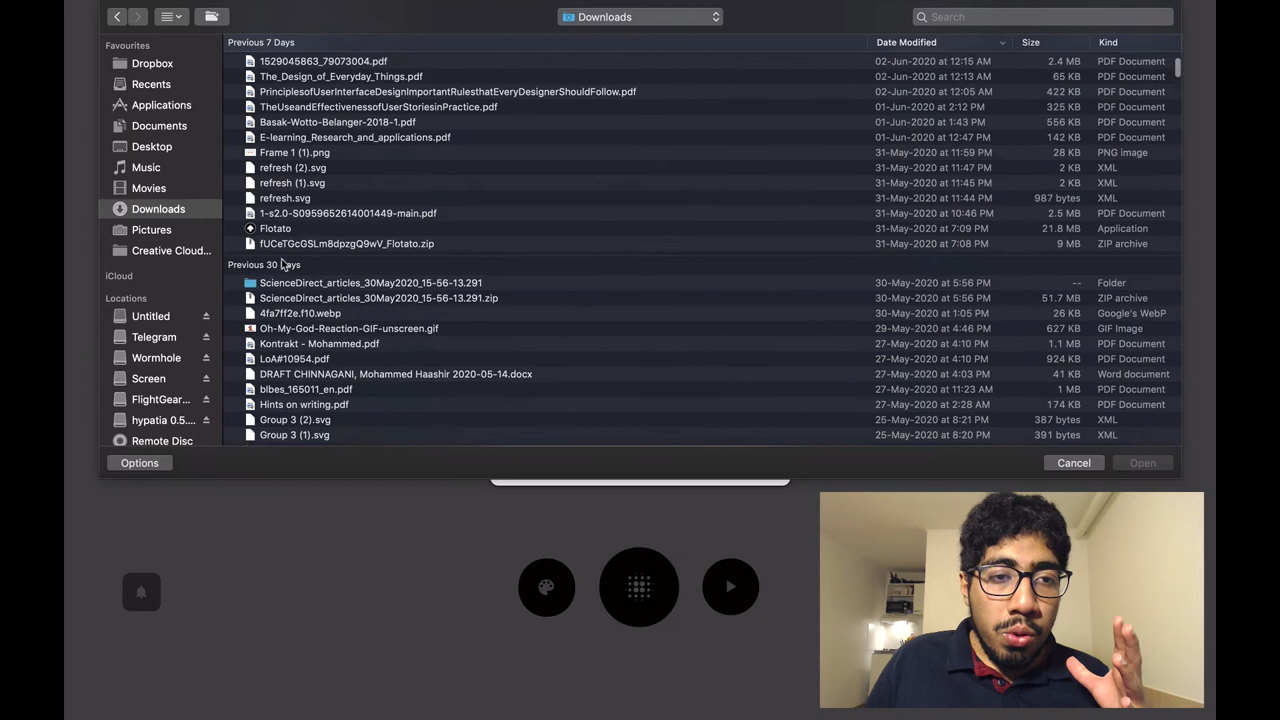 Downloads
Search
Favourites
Dropbox
Recents
Applications
Documents
Desktop
Music
Movies
Downloads
Pictures
Creative Cloud...
iCloud
Locations
Untitled
Telegram
Wormhole
Screen
FlightGear...
hypatia 0.5....
Remote Disc
Previous 7 Days Date Modified Size Kind
1529045863_79073004.pdf 02-Jun-2020 at 12:15 AM 2.4 MB PDF Document
The_Design_of_Everyday_Things.pdf 02-Jun-2020 at 12:13 AM 65 KB PDF Document
PrinciplesofUserInterfaceDesignImportantRulesthatEveryDesignerShouldFollow.pdf 02-Jun-2020 at 12:05 AM 422 KB PDF Document
TheUseandEffectivenessofUserStoriesinPractice.pdf 01-Jun-2020 at 2:12 PM 325 KB PDF Document
Basak-Wotto-Belanger-2018-1.pdf 01-Jun-2020 at 1:43 PM 556 KB PDF Document
E-learning_Research_and_applications.pdf 01-Jun-2020 at 12:47 PM 142 KB PDF Document
Frame 1 (1).png 31-May-2020 at 11:59 PM 28 KB PNG image
refresh (2).svg 31-May-2020 at 11:47 PM 2 KB XML
refresh (1).svg 31-May-2020 at 11:45 PM 2 KB XML
refresh.svg 31-May-2020 at 11:44 PM 987 bytes XML
1-s2.0-S0959652614001449-main.pdf 31-May-2020 at 10:46 PM 2.5 MB PDF Document
Flotato 31-May-2020 at 7:09 PM 21.8 MB Application
fUCeTGcGSLm8dpzgQ9wV_Flotato.zip 31-May-2020 at 7:08 PM 9 MB ZIP archive
Previous 30 Days
ScienceDirect_articles_30May2020_15-56-13.291 30-May-2020 at 5:56 PM -- Folder
ScienceDirect_articles_30May2020_15-56-13.291.zip 30-May-2020 at 5:56 PM 51.7 MB ZIP archive
4fa7ff2e.f10.webp 30-May-2020 at 1:05 PM 26 KB Google's WebP
Oh-My-God-Reaction-GIF-unscreen.gif 29-May-2020 at 4:46 PM 627 KB GIF Image
Kontrakt - Mohammed.pdf 27-May-2020 at 4:10 PM 1.1 MB PDF Document
LoA#10954.pdf 27-May-2020 at 4:10 PM 924 KB PDF Document
DRAFT CHINNAGANI, Mohammed Haashir 2020-05-14.docx 27-May-2020 at 4:03 PM 41 KB Word document
blbes_165011_en.pdf 27-May-2020 at 11:23 AM 1 MB PDF Document
Hints on writing.pdf 27-May-2020 at 2:28 AM 174 KB PDF Document
Group 3 (2).svg 25-May-2020 at 8:21 PM 387 bytes XML
Group 3 (1).svg 25-May-2020 at 8:20 PM 391 bytes XML
Options Cancel Open